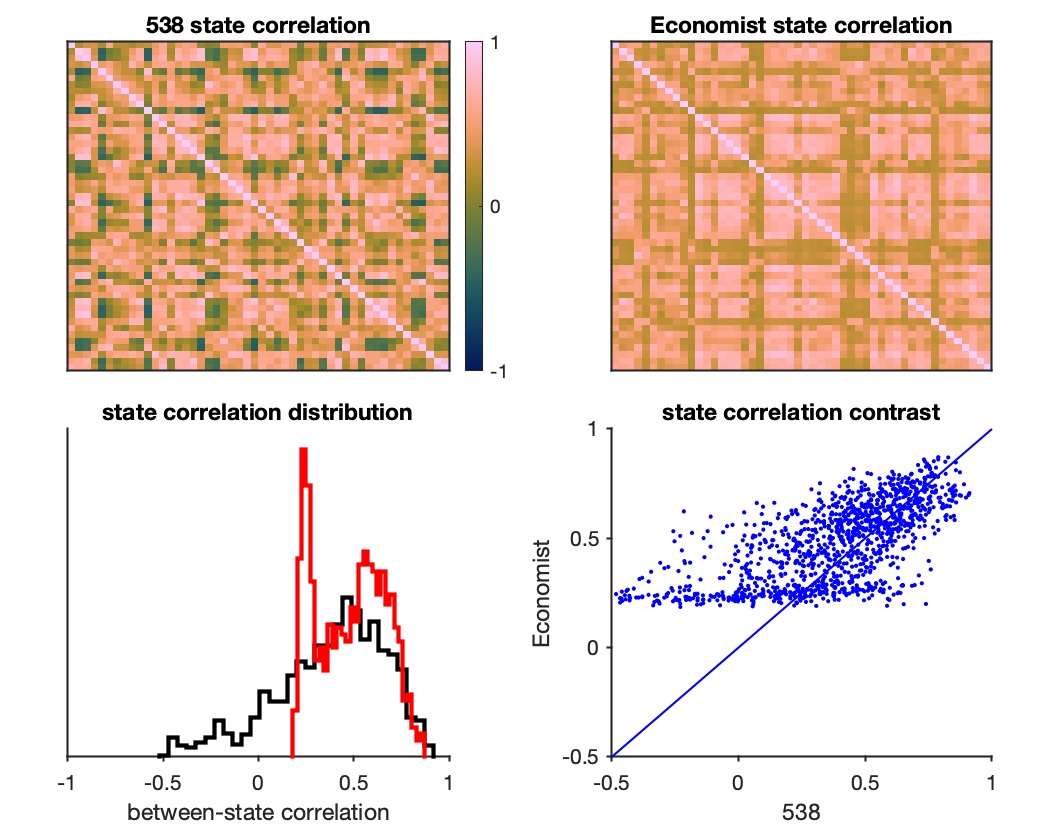 538 state correlation
1
0
-1
Economist state correlation
state correlation distribution
-1
-0.5
0
0.5
1
between-state correlation
state correlation contrast
1
0.5
0
-0.5
Economist
-0.5
0
0.5
1
538